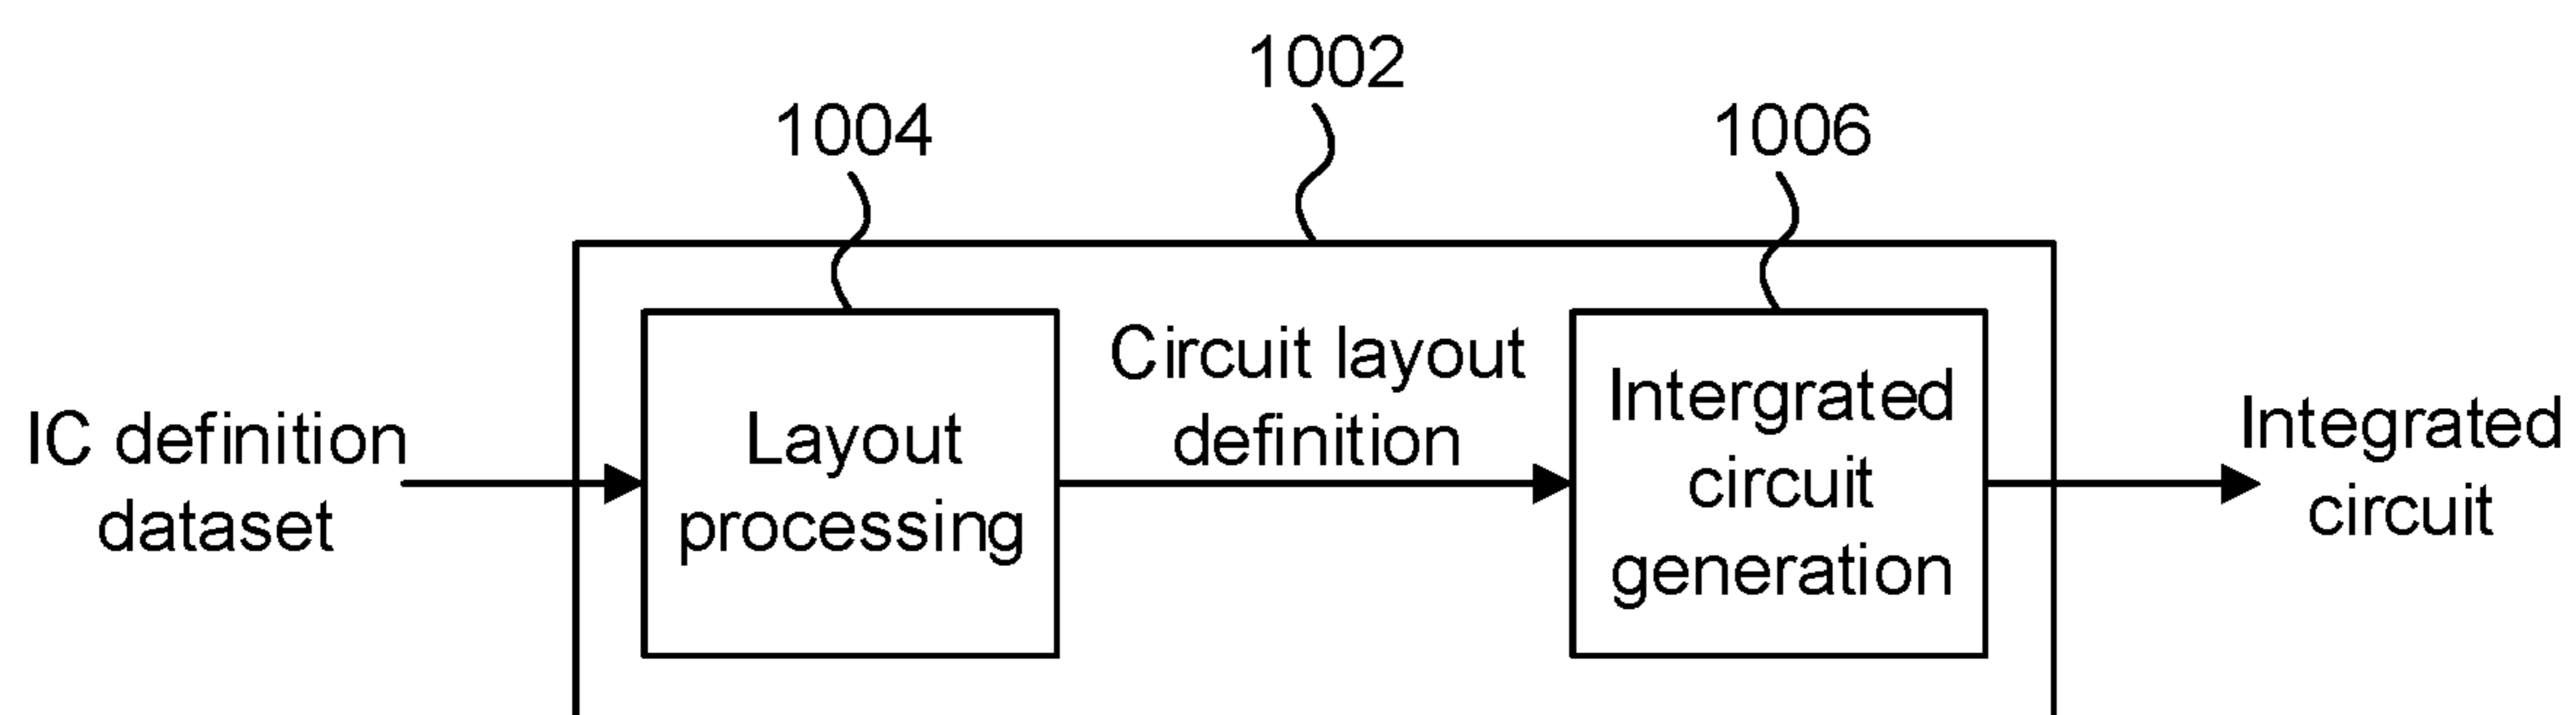 1002
1004
1006
IC definition
dataset
Layout
processing
Circuit layout
definition
Intergrated
circuit
generation
Integrated
circuit